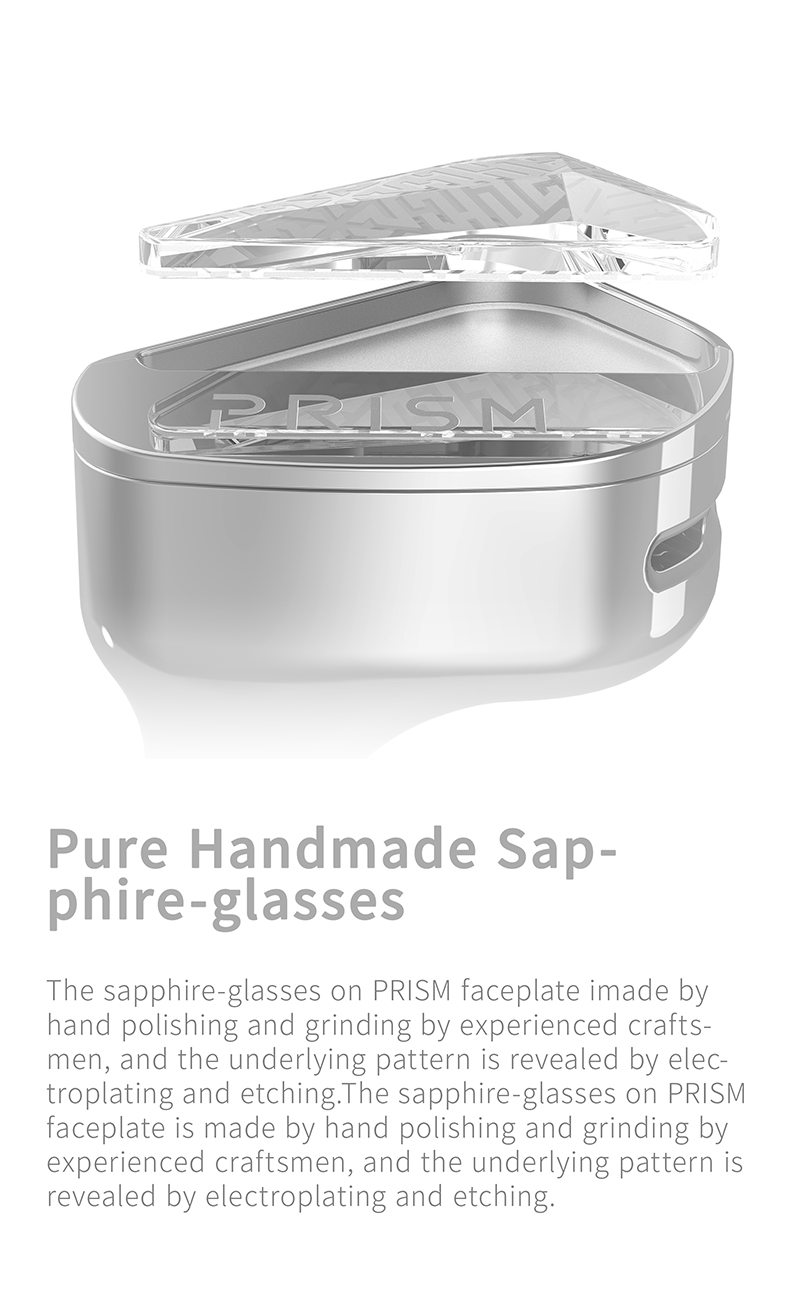 PRISM
Pure Handmade Sap-
phire-glasses
The sapphire-glasses on PRISM faceplate imade by
hand polishing and grinding by experienced crafts-
men, and the underlying pattern is revealed by elec-
troplating and etching.The sapphire-glasses on PRISM
faceplate is made by hand polishing and grinding by
experienced craftsmen, and the underlying pattern is
revealed by electroplating and etching.